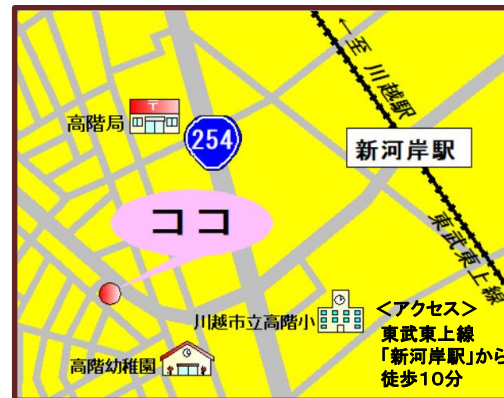 ←至 川越駅
高階局
〒
254
新河岸駅
ココ
東武東上線
川越市立高階小
高階幼稚園
＜アクセス＞
東武東上線
「新河岸駅」から
徒歩10分